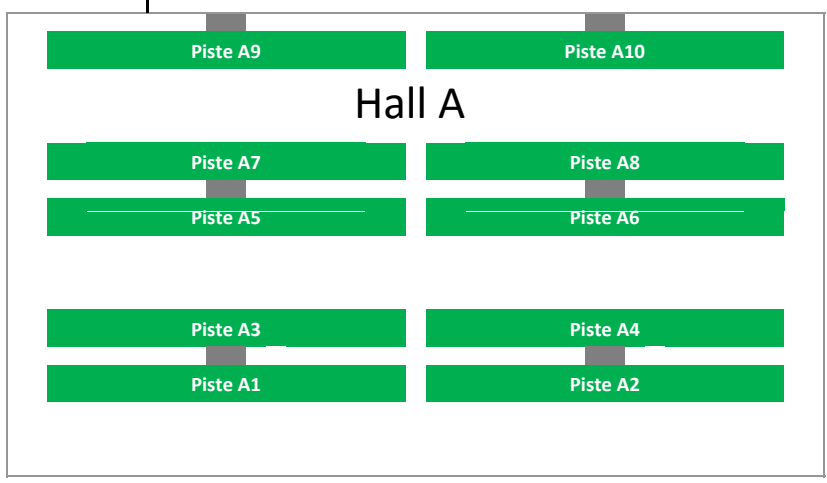 Piste A9
Piste A10
Hall A
Piste A7
Piste A8
Piste A5
Piste A6
Piste A3
Piste A4
Piste A1
Piste A2